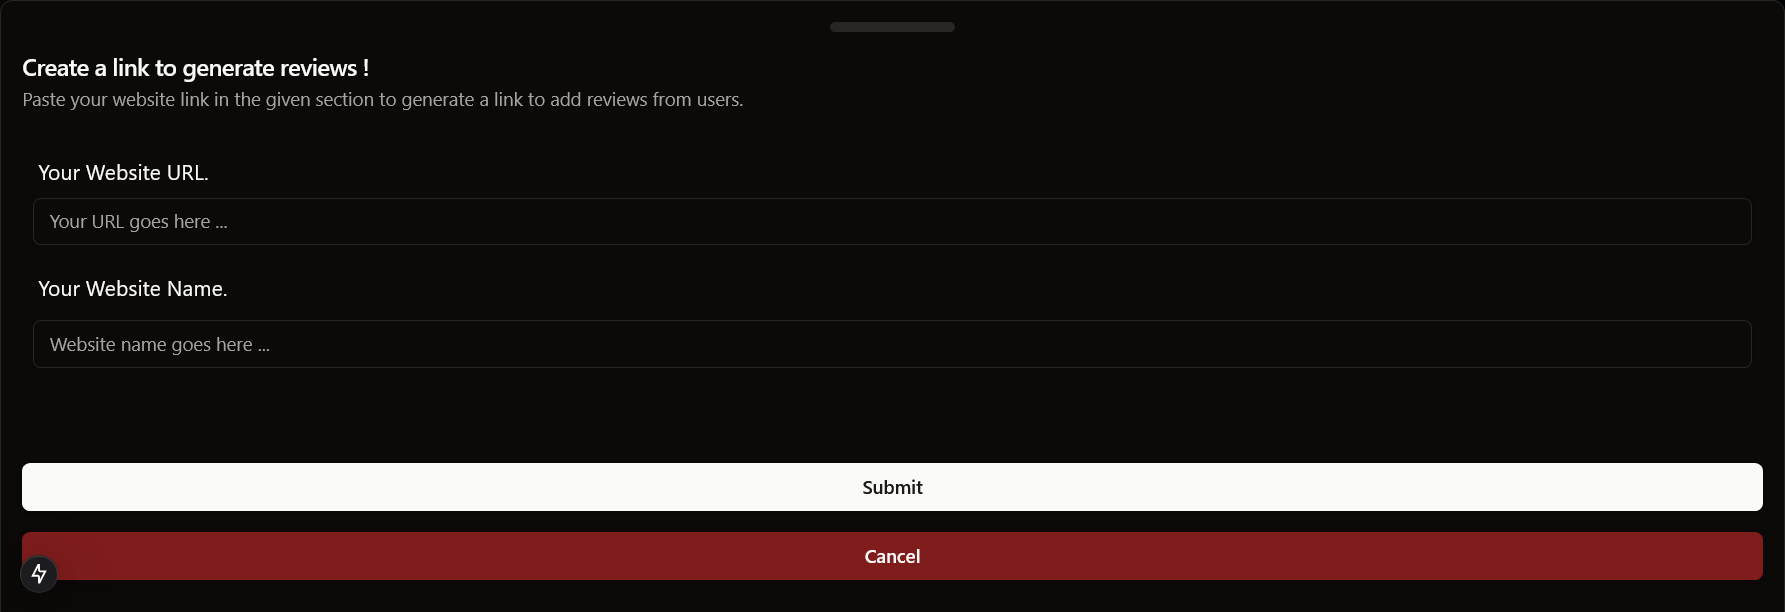 Create a link to generate reviews !
Paste your website link in the given section to generate a link to add reviews from users.
Your Website URL.
Your URL goes here ...
Your Website Name.
Website name goes here ...
Submit
Cancel